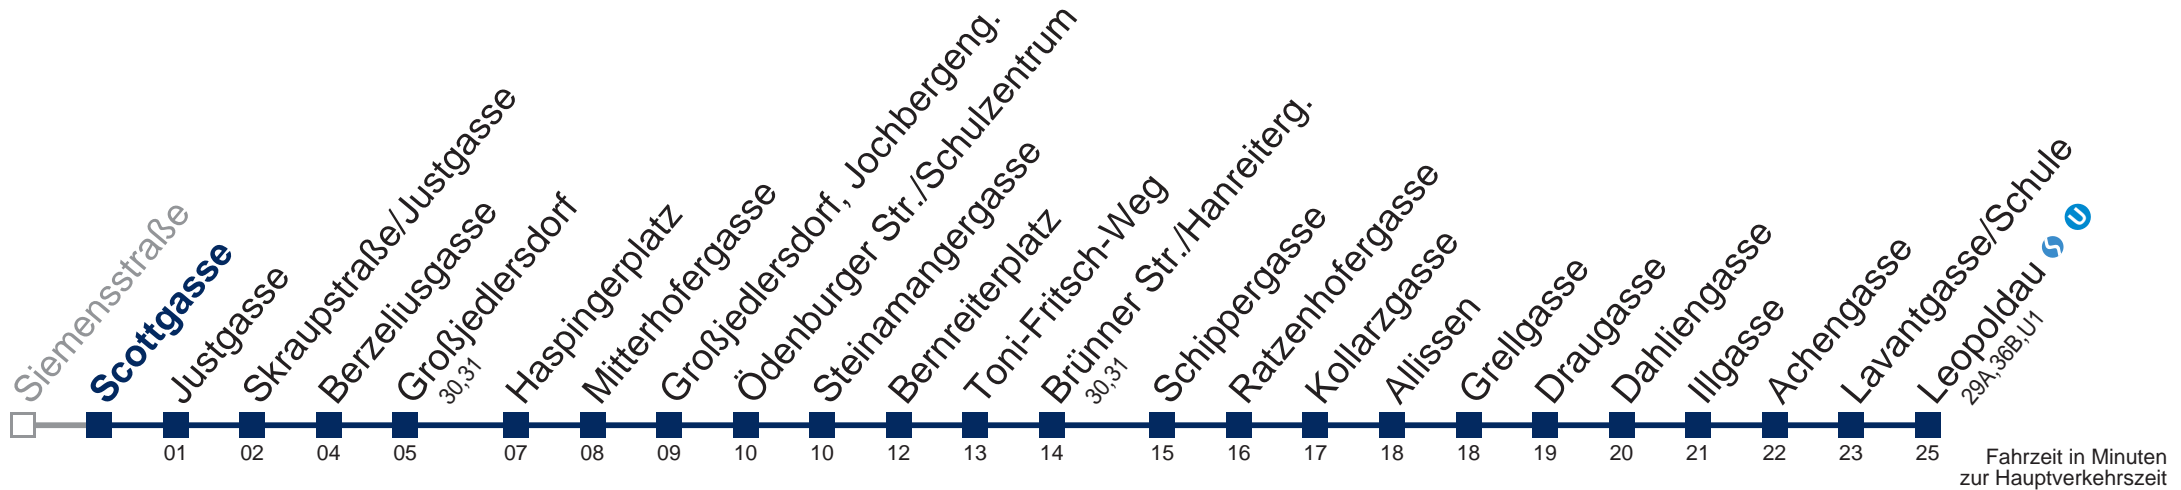 Siemensstraße
Scottgasse
Justgasse
Skraupstraße/Justgasse
Berzeliusgasse
Großjedlersdorf
30,31
Haspingerplatz
Mitterhofergasse
Großjedlersdorf, Jochbergeng.
Ödenburger Str./Schulzentrum
Steinamangergasse
Bernreiterplatz
Toni-Fritsch-Weg
Brünner Str./Hanreiterg.
30,31
Schippergasse
Ratzenhofergasse
Kollarzgasse
Allissen
Grellgasse
Draugasse
Dahliengasse
Illgasse
Achengasse
Lavantgasse/Schule
Leopoldau S U
29A,36B,U1
01 02 04 05 07 08 09 10 10 12 13 14 15 16 17 18 18 19 20 21 22 23 25
Fahrzeit in Minuten
zur Hauptverkehrszeit